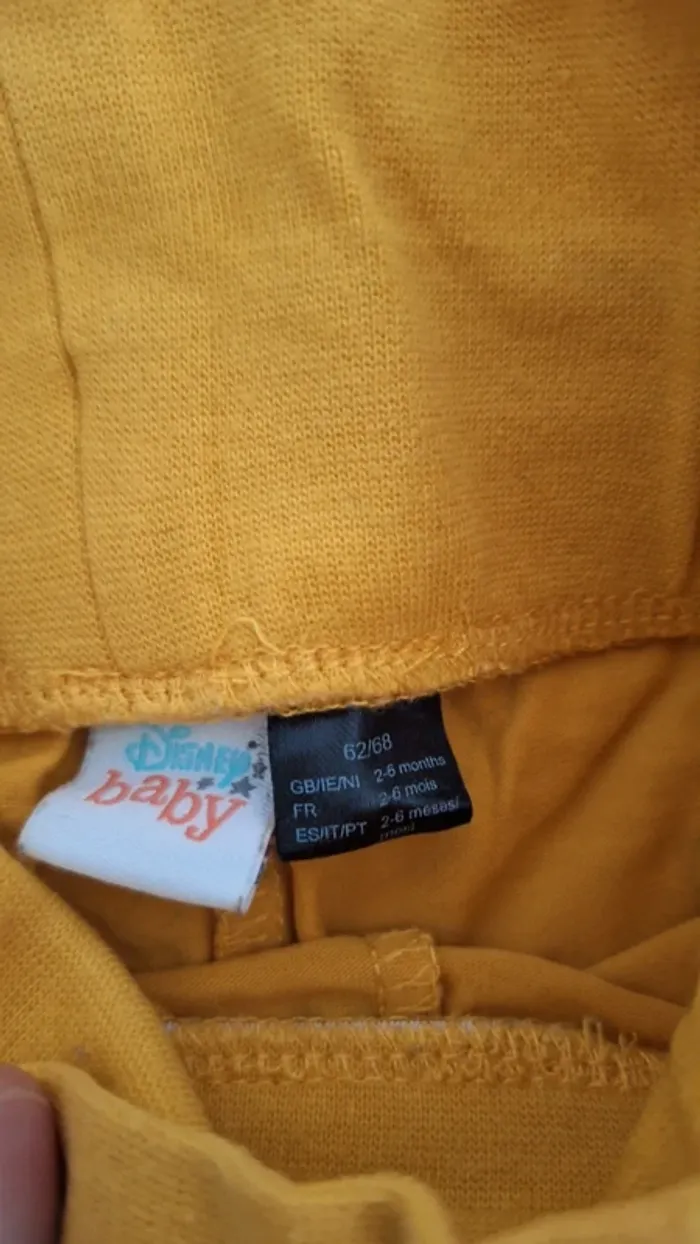 Disney
baby
62/68
GB/IE/NI 2-6 months
FR 2-6 mois
ES/IT/PT 2-6 meses/
mesi